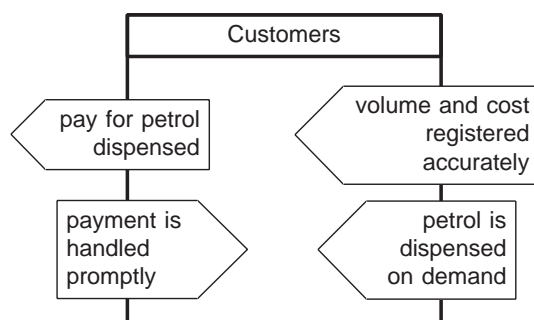 Customers
pay for petrol
dispensed
volume and cost
registered
accurately
payment is
handled
promptly
petrol is
dispensed
on demand